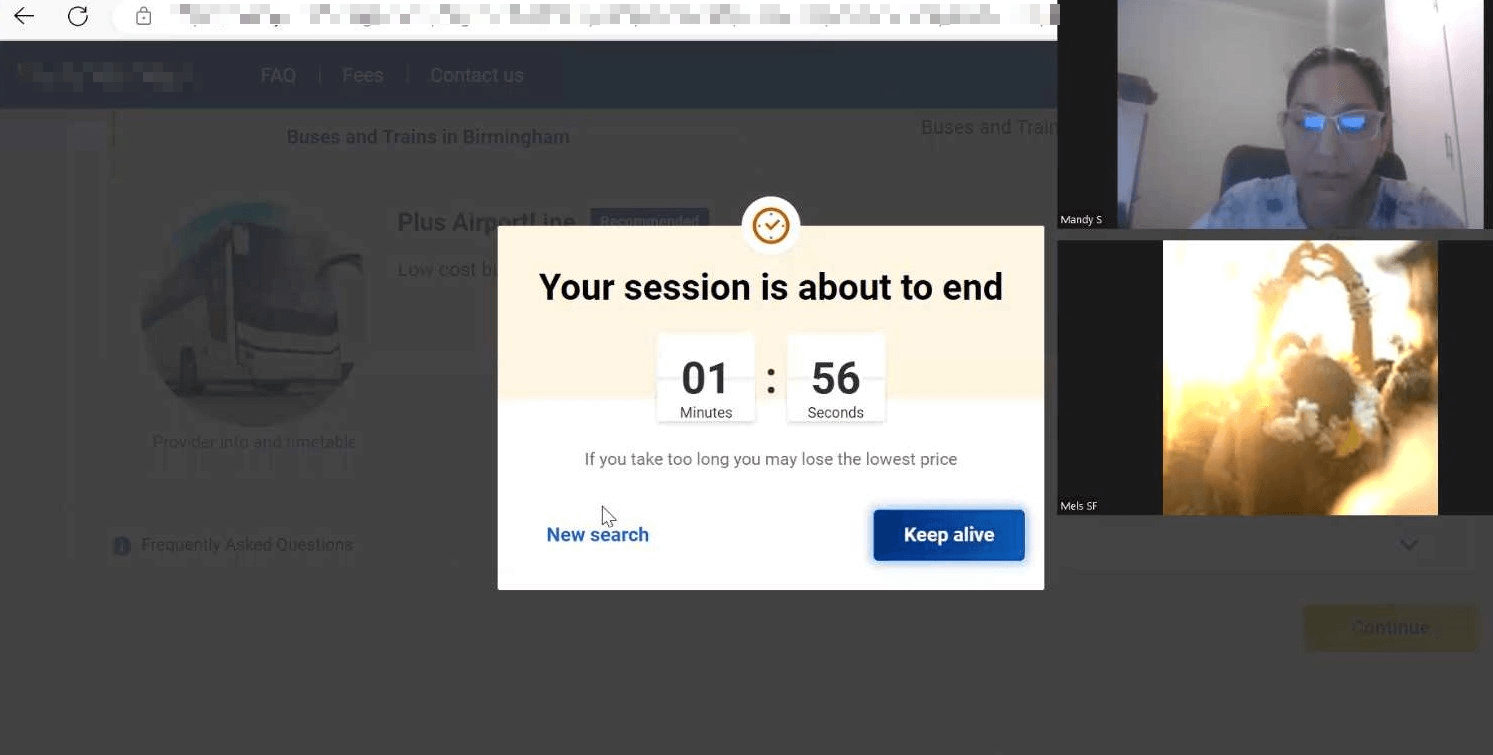 FAQ
Fees
Contact us
Buses and Trains in Birmingham
Buses and Train
Plus AirportLine
Recommended
Low cost bu
Your session is about to end
01 : 56
Minutes Seconds
If you take too long you may lose the lowest price
New search
Keep alive
Provider info and timetable
Frequently Asked Questions
Continue
Mandy S
Mels SF